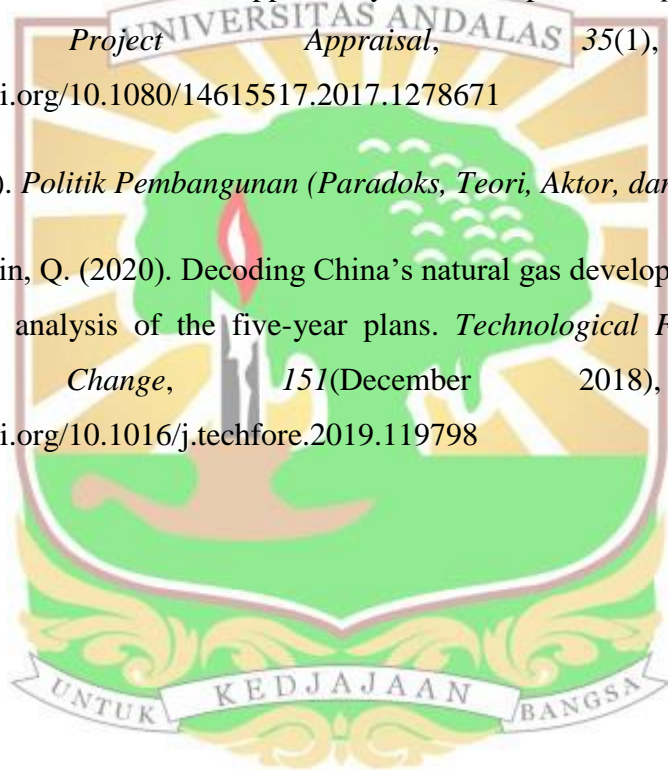 UNIVERSITAS ANDALAS
Project Appraisal, 35(1),
i.org/10.1080/14615517.2017.1278671
). Politik Pembangunan (Paradoks, Teori, Aktor, dan
in, Q. (2020). Decoding China’s natural gas develop
analysis of the five-year plans. Technological F
Change, 151(December 2018),
i.org/10.1016/j.techfore.2019.119798
UNTUK KEDJAJAAN BANGSA